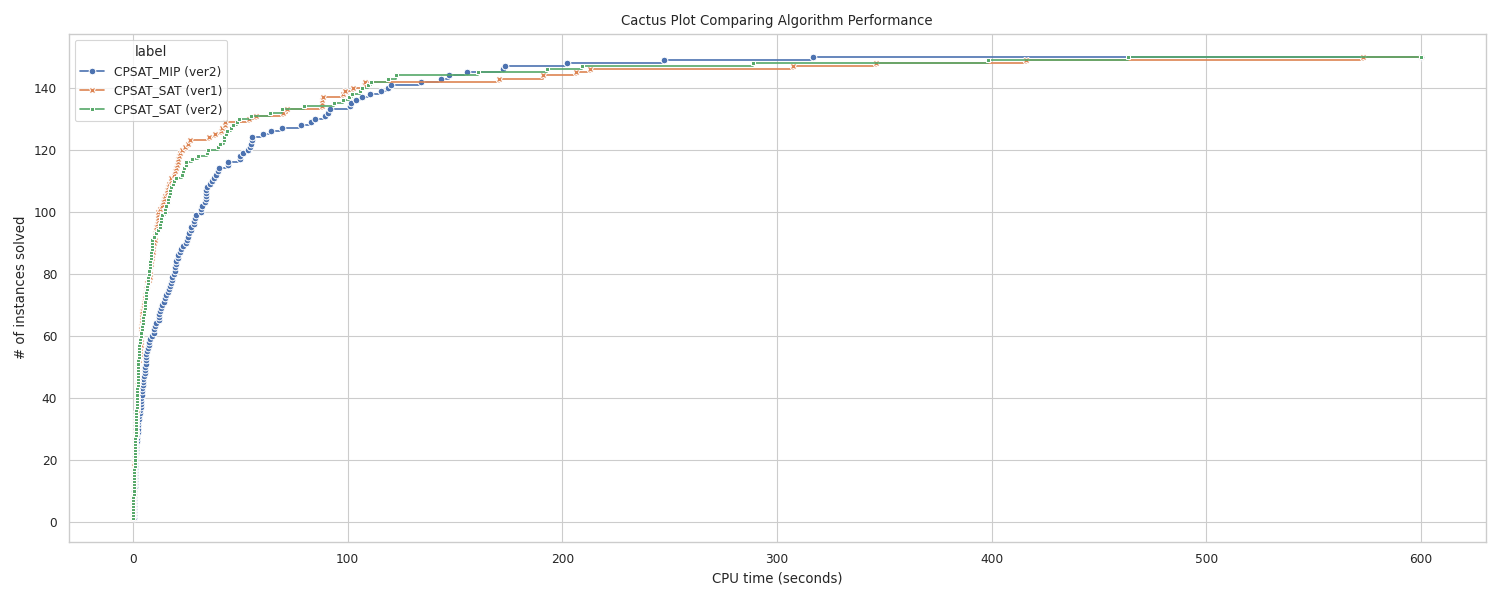 Cactus Plot Comparing Algorithm Performance
label
CPSAT_MIP (ver2)
CPSAT_SAT (ver1)
CPSAT_SAT (ver2)
# of instances solved
140
120
100
80
60
40
20
0
0 100 200 300 400 500 600
CPU time (seconds)